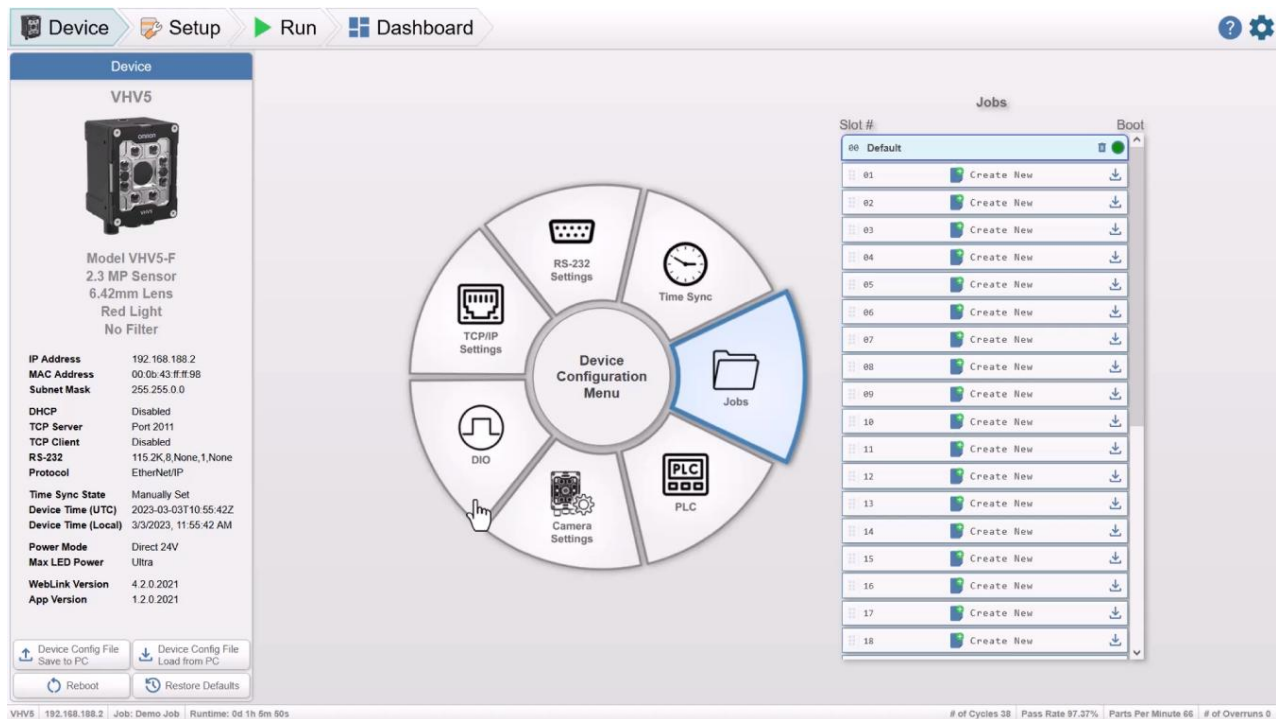 Device
Setup
Run
Dashboard
?
Device
VHV5
OMRON
VHV5
Model VHV5-F
2.3 MP Sensor
6.42mm Lens
Red Light
No Filter
IP Address 192.168.188.2
MAC Address 00:0b:43:ff:ff:98
Subnet Mask 255.255.0.0
DHCP Disabled
TCP Server Port 2011
TCP Client Disabled
RS-232 115.2K,8,None,1,None
Protocol EtherNet/IP
Time Sync State Manually Set
Device Time (UTC) 2023-03-03T10:55:42Z
Device Time (Local) 3/3/2023, 11:55:42 AM
Power Mode Direct 24V
Max LED Power Ultra
WebLink Version 4.2.0.2021
App Version 1.2.0.2021
Device Config File
Save to PC
Device Config File
Load from PC
Reboot
Restore Defaults
RS-232
Settings
Time Sync
TCP/IP
Settings
Device
Configuration
Menu
Jobs
DIO
PLC
PLC
Camera
Settings
Jobs
Slot # Boot
00 Default
01 Create New
02 Create New
03 Create New
04 Create New
05 Create New
06 Create New
07 Create New
08 Create New
09 Create New
10 Create New
11 Create New
12 Create New
13 Create New
14 Create New
15 Create New
16 Create New
17 Create New
18 Create New
VHV5 192.168.188.2 Job: Demo Job Runtime: 0d 1h 5m 50s # of Cycles 38 Pass Rate 97.37% Parts Per Minute 66 # of Overruns 0